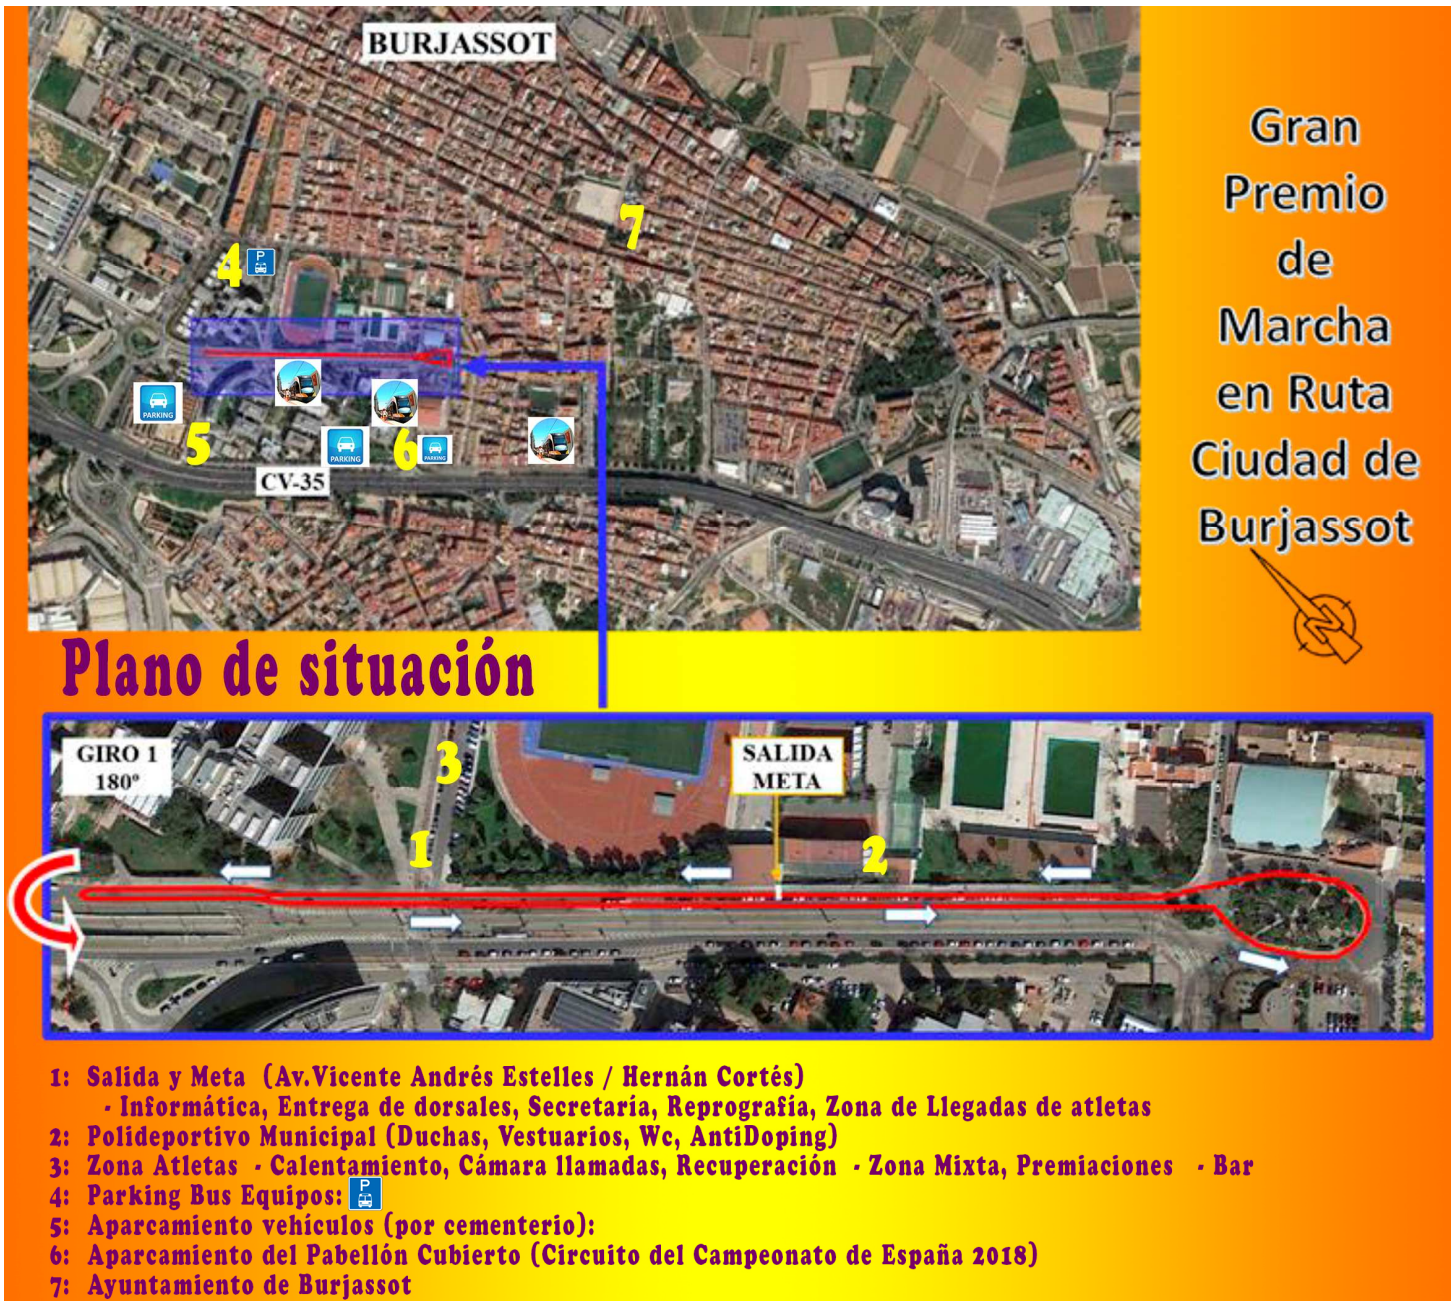 BURJASSOT
Gran
Premio
de
Marcha
en Ruta
Ciudad de
Burjassot
N
7
4
P
PARKING
5
PARKING
6
PARKING
CV-35
Plano de situación
GIRO 1
180º
3
SALIDA
META
1
2
1: Salida y Meta (Av.Vicente Andrés Estelles / Hernán Cortés)
- Informática, Entrega de dorsales, Secretaría, Reprografía, Zona de Llegadas de atletas
2: Polideportivo Municipal (Duchas, Vestuarios, Wc, AntiDoping)
3: Zona Atletas - Calentamiento, Cámara llamadas, Recuperación - Zona Mixta, Premiaciones - Bar
4: Parking Bus Equipos: P
5: Aparcamiento vehículos (por cementerio):
6: Aparcamiento del Pabellón Cubierto (Circuito del Campeonato de España 2018)
7: Ayuntamiento de Burjassot